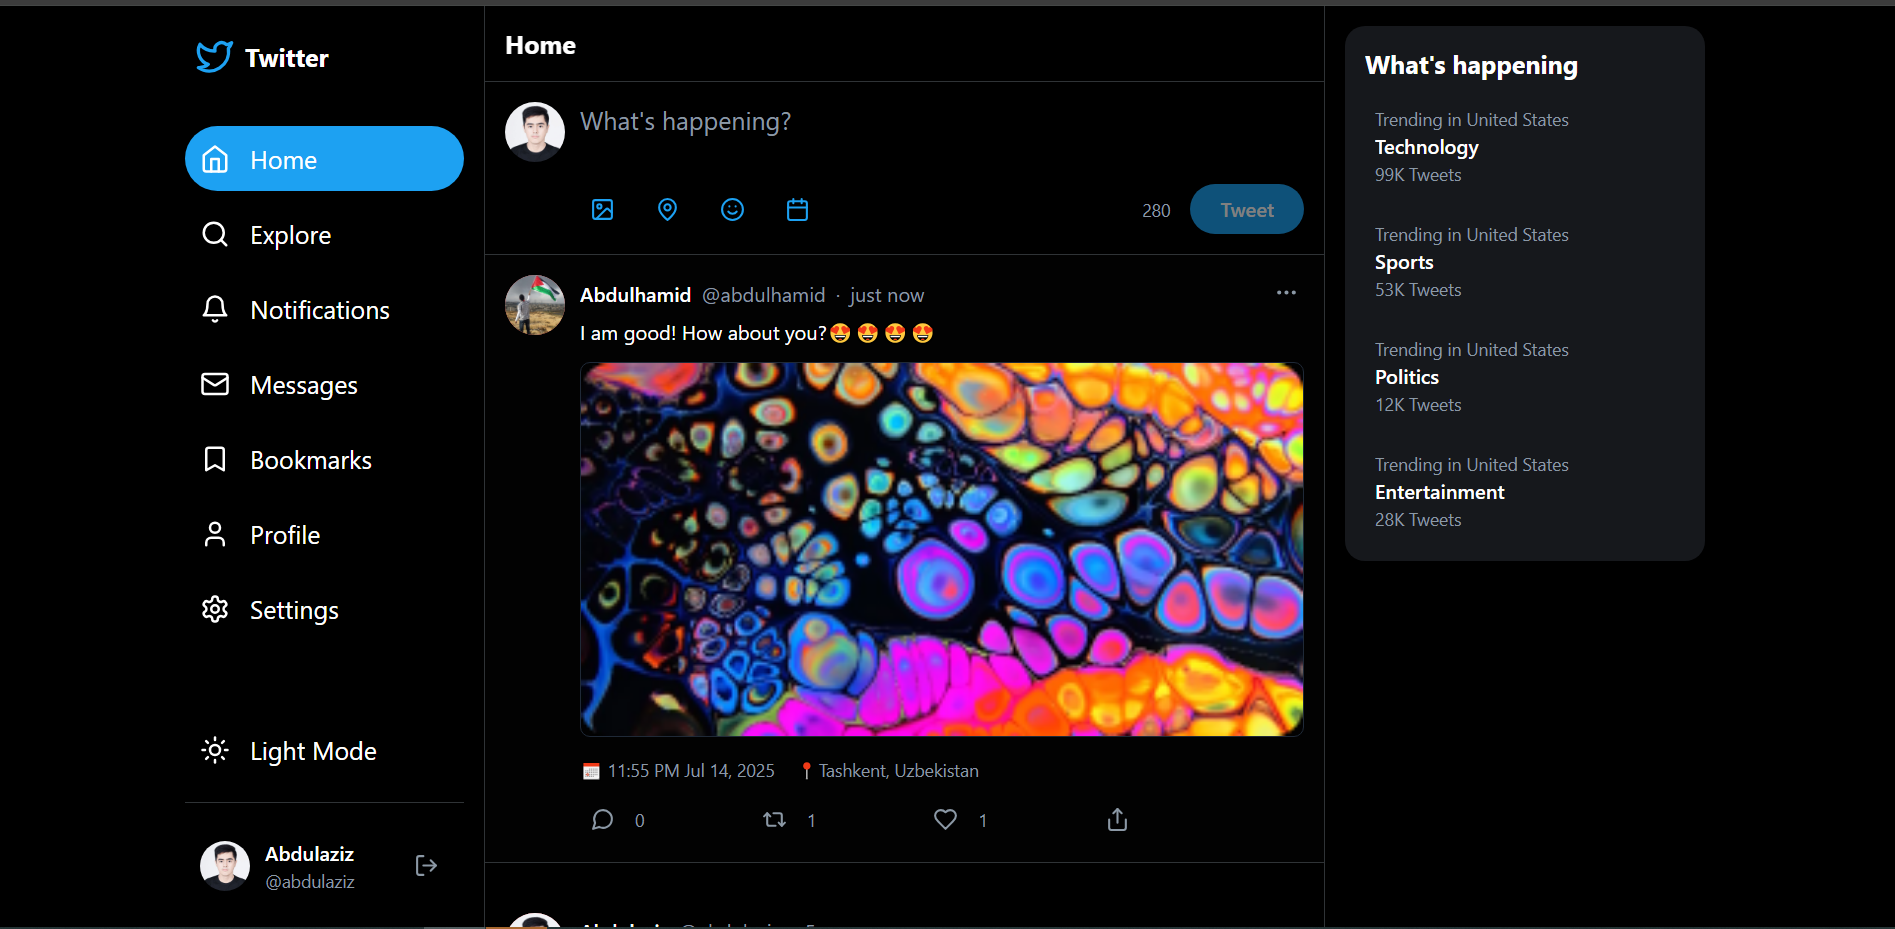 Twitter
Home
Explore
Notifications
Messages
Bookmarks
Profile
Settings
Light Mode
Abdulaziz
@abdulaziz
Home
What's happening?
280
Tweet
Abdulhamid @abdulhamid · just now
I am good! How about you?😍 😍 😍 😍
📅 11:55 PM Jul 14, 2025 📍 Tashkent, Uzbekistan
0 1 1
What's happening
Trending in United States
Technology
99K Tweets
Trending in United States
Sports
53K Tweets
Trending in United States
Politics
12K Tweets
Trending in United States
Entertainment
28K Tweets